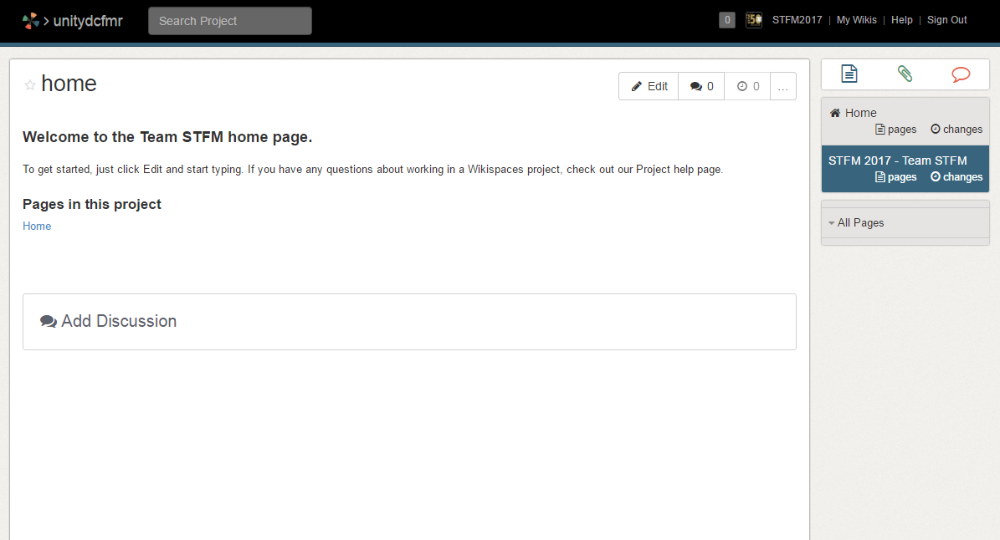 unitydcfmr
Search Project
0
50
STFM2017 | My Wikis | Help | Sign Out
home
Edit
0
0
...
Welcome to the Team STFM home page.
To get started, just click Edit and start typing. If you have any questions about working in a Wikispaces project, check out our Project help page.
Pages in this project
Home
Add Discussion
Home
pages changes
STFM 2017 - Team STFM
pages changes
All Pages